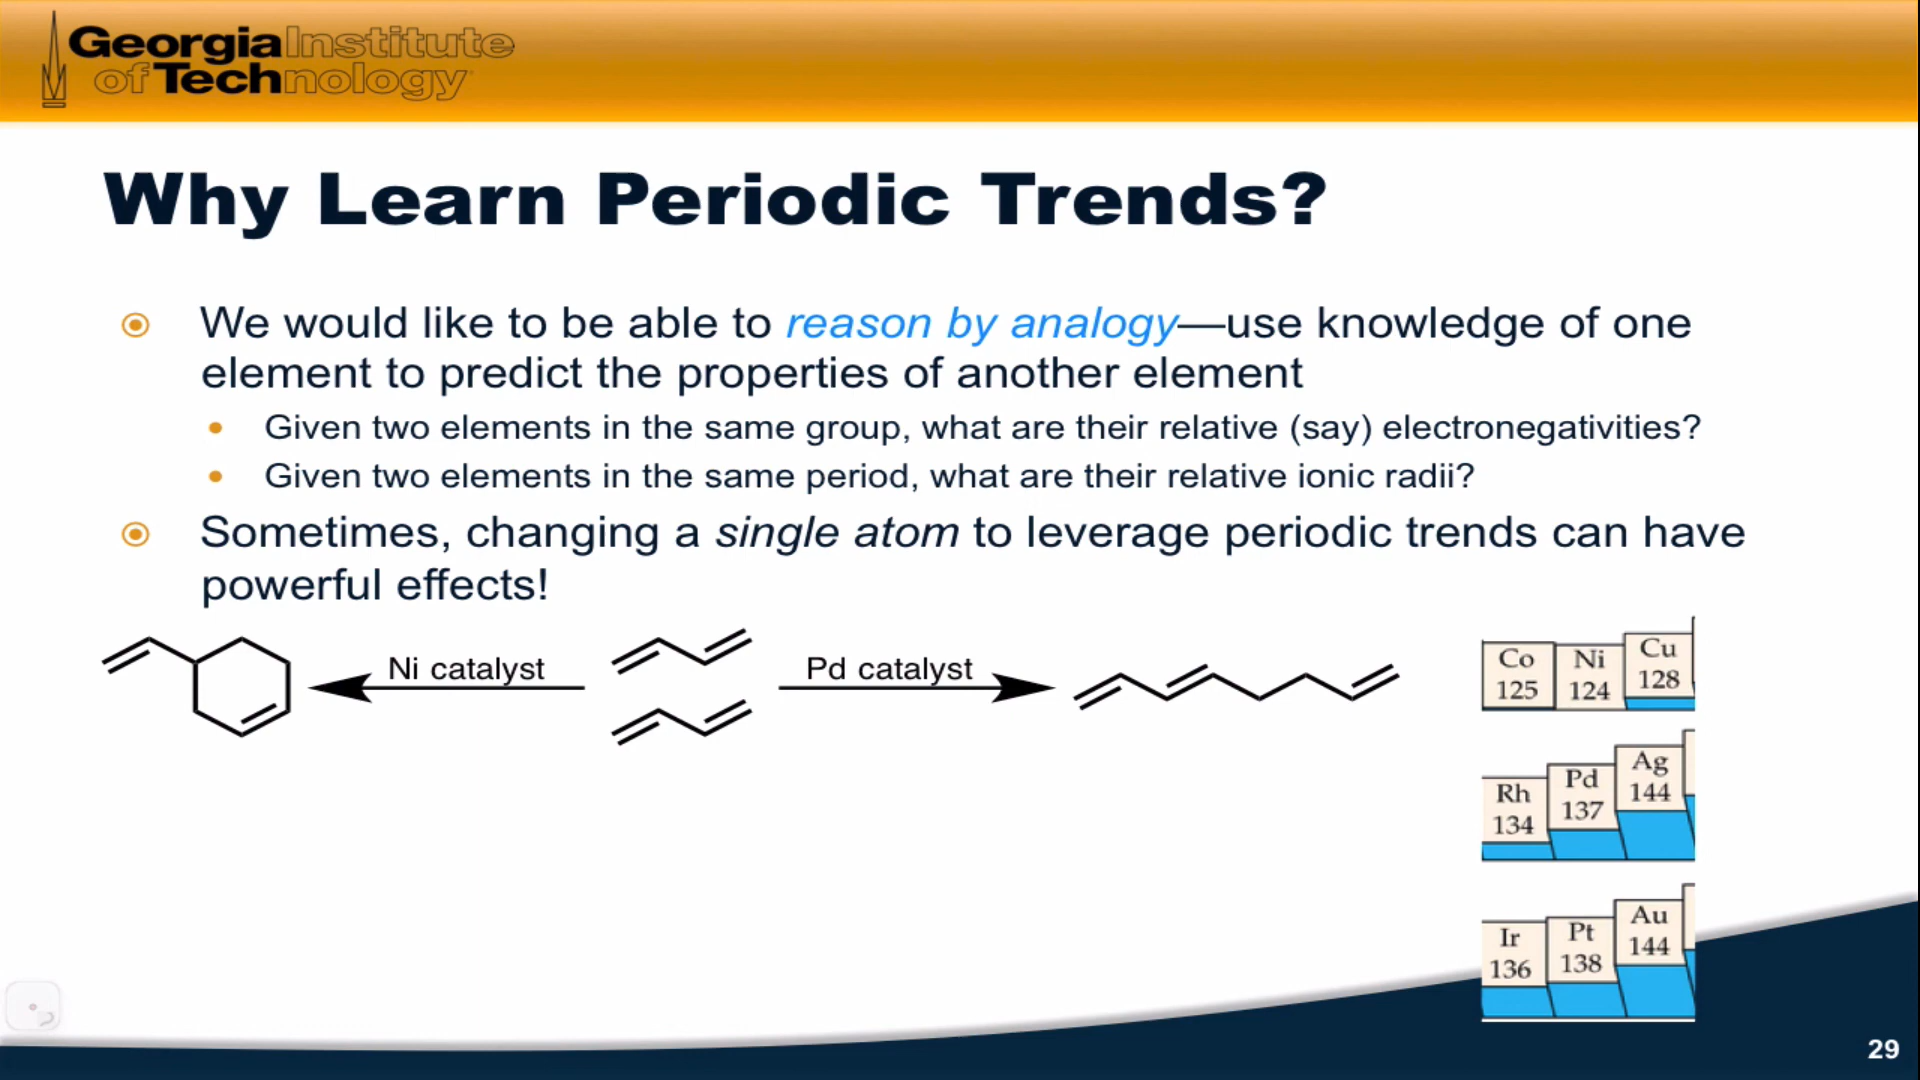 Georgia Institute
of Technology
Why Learn Periodic Trends?
We would like to be able to reason by analogy—use knowledge of one
element to predict the properties of another element
Given two elements in the same group, what are their relative (say) electronegativities?
Given two elements in the same period, what are their relative ionic radii?
Sometimes, changing a single atom to leverage periodic trends can have
powerful effects!
Ni catalyst
Pd catalyst
Co Ni Cu
125 124 128
Rh Pd Ag
134 137 144
Ir Pt Au
136 138 144
29